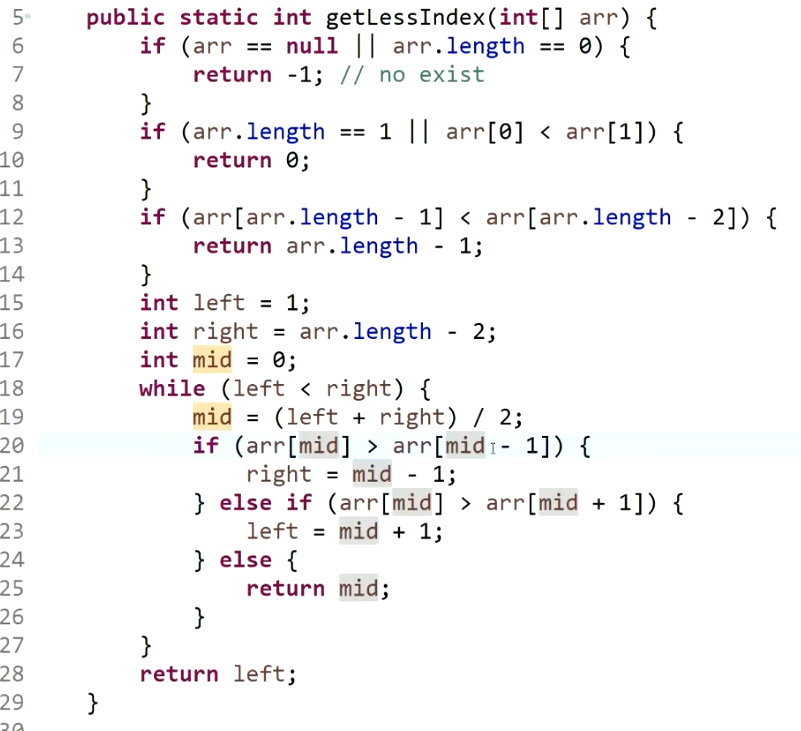 5 public static int getLessIndex(int[] arr) {
6 if (arr == null || arr.length == 0) {
7 return -1; // no exist
8 }
9 if (arr.length == 1 || arr[0] < arr[1]) {
10 return 0;
11 }
12 if (arr[arr.length - 1] < arr[arr.length - 2]) {
13 return arr.length - 1;
14 }
15 int left = 1;
16 int right = arr.length - 2;
17 int mid = 0;
18 while (left < right) {
19 mid = (left + right) / 2;
20 if (arr[mid] > arr[mid - 1]) {
21 right = mid - 1;
22 } else if (arr[mid] > arr[mid + 1]) {
23 left = mid + 1;
24 } else {
25 return mid;
26 }
27 }
28 return left;
29 }
30